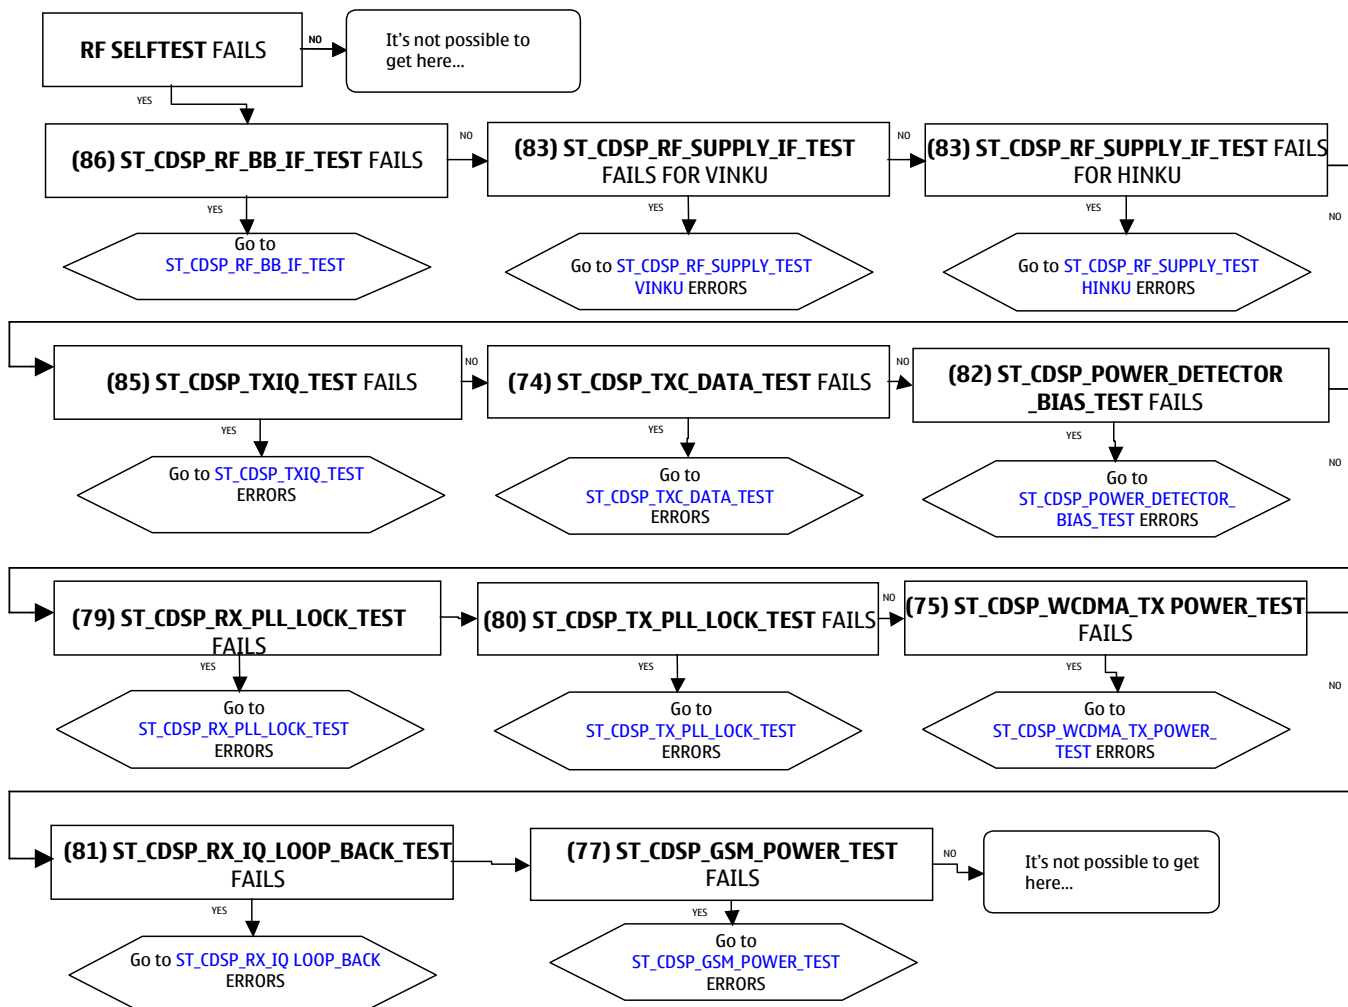 RF SELFTEST FAILS
NO
It's not possible to
get here...
YES
(86) ST_CDSP_RF_BB_IF_TEST FAILS
NO
(83) ST_CDSP_RF_SUPPLY_IF_TEST
FAILS FOR VINKU
NO
(83) ST_CDSP_RF_SUPPLY_IF_TEST FAILS
FOR HINKU
YES
YES
YES
NO
Go to
ST_CDSP_RF_BB_IF_TEST
Go to ST_CDSP_RF_SUPPLY_TEST
VINKU ERRORS
Go to ST_CDSP_RF_SUPPLY_TEST
HINKU ERRORS
(85) ST_CDSP_TXIQ_TEST FAILS
NO
(74) ST_CDSP_TXC_DATA_TEST FAILS
NO
(82) ST_CDSP_POWER_DETECTOR
_BIAS_TEST FAILS
YES
YES
YES
NO
Go to ST_CDSP_TXIQ_TEST
ERRORS
Go to
ST_CDSP_TXC_DATA_TEST
ERRORS
Go to
ST_CDSP_POWER_DETECTOR_
BIAS_TEST ERRORS
(79) ST_CDSP_RX_PLL_LOCK_TEST
FAILS
(80) ST_CDSP_TX_PLL_LOCK_TEST FAILS
NO
(75) ST_CDSP_WCDMA_TX POWER_TEST
FAILS
YES
YES
YES
NO
Go to
ST_CDSP_RX_PLL_LOCK_TEST
ERRORS
Go to
ST_CDSP_TX_PLL_LOCK_TEST
ERRORS
Go to
ST_CDSP_WCDMA_TX_POWER_
TEST ERRORS
(81) ST_CDSP_RX_IQ_LOOP_BACK_TEST
FAILS
(77) ST_CDSP_GSM_POWER_TEST
FAILS
NO
It's not possible to get
here...
YES
YES
Go to ST_CDSP_RX_IQ LOOP_BACK
ERRORS
Go to
ST_CDSP_GSM_POWER_TEST
ERRORS